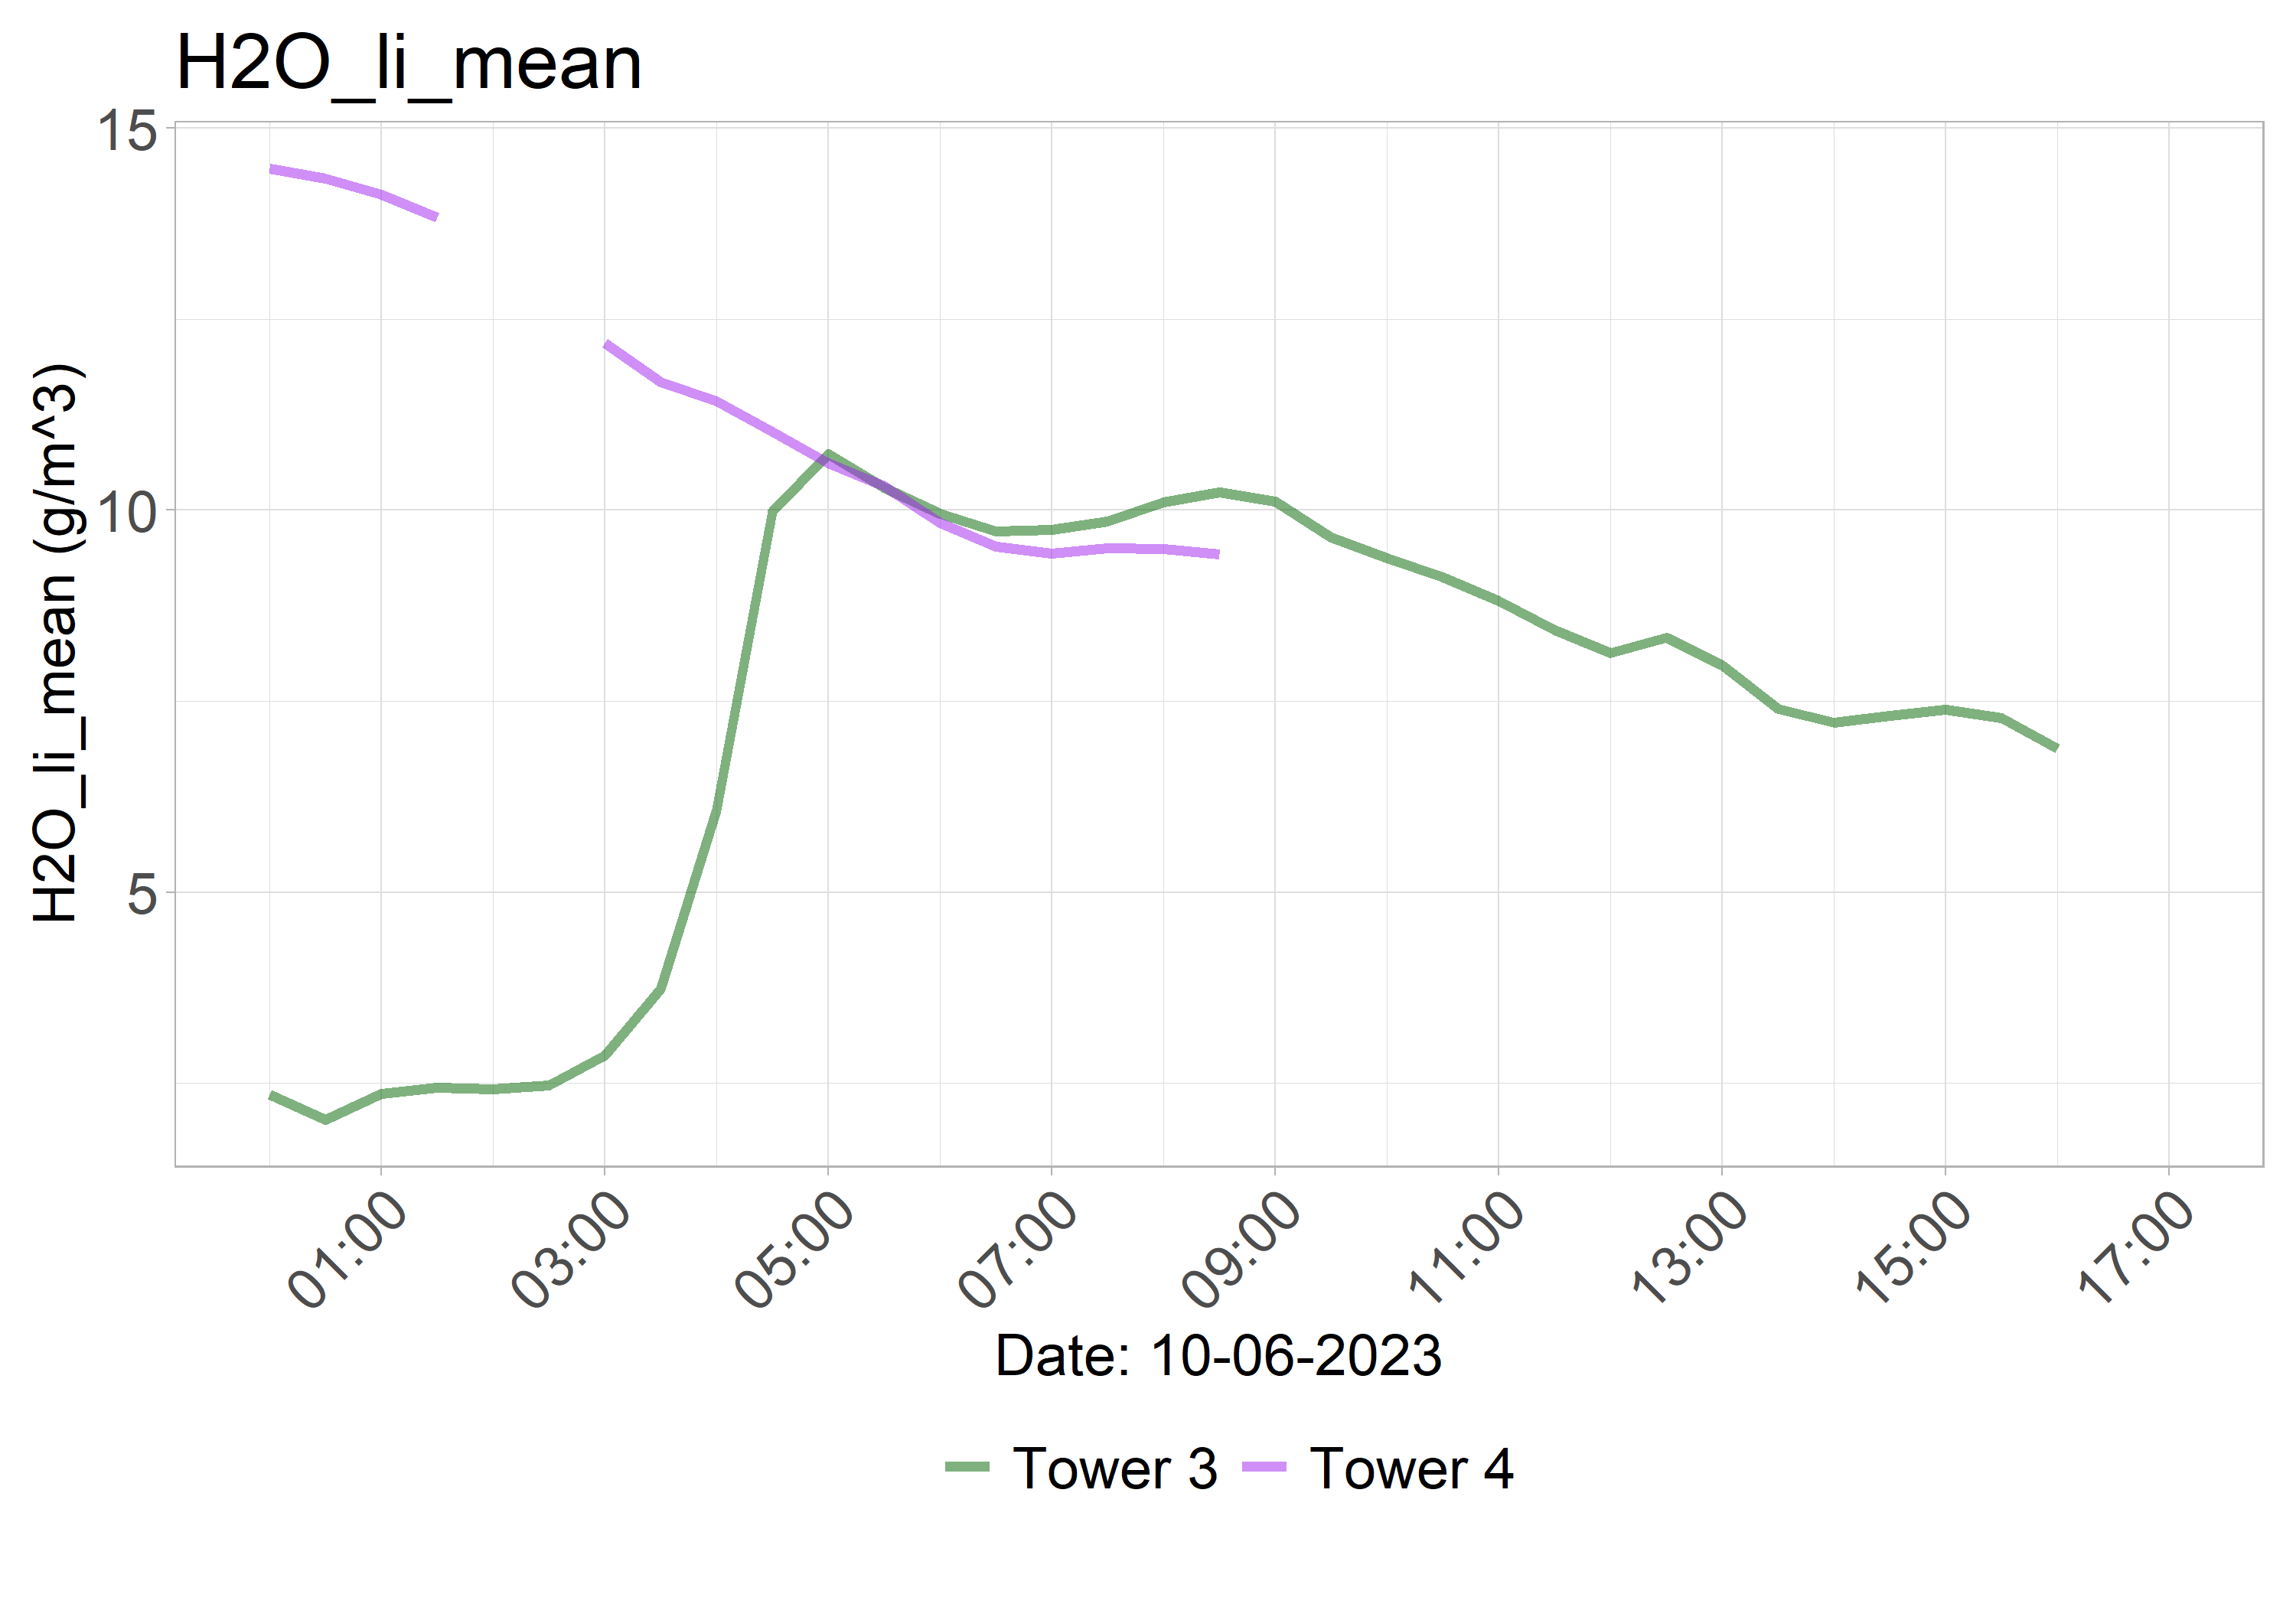 H2O_li_mean
15
10
5
H2O_li_mean (g/m^3)
01:00 03:00 05:00 07:00 09:00 11:00 13:00 15:00 17:00
Date: 10-06-2023
Tower 3 Tower 4